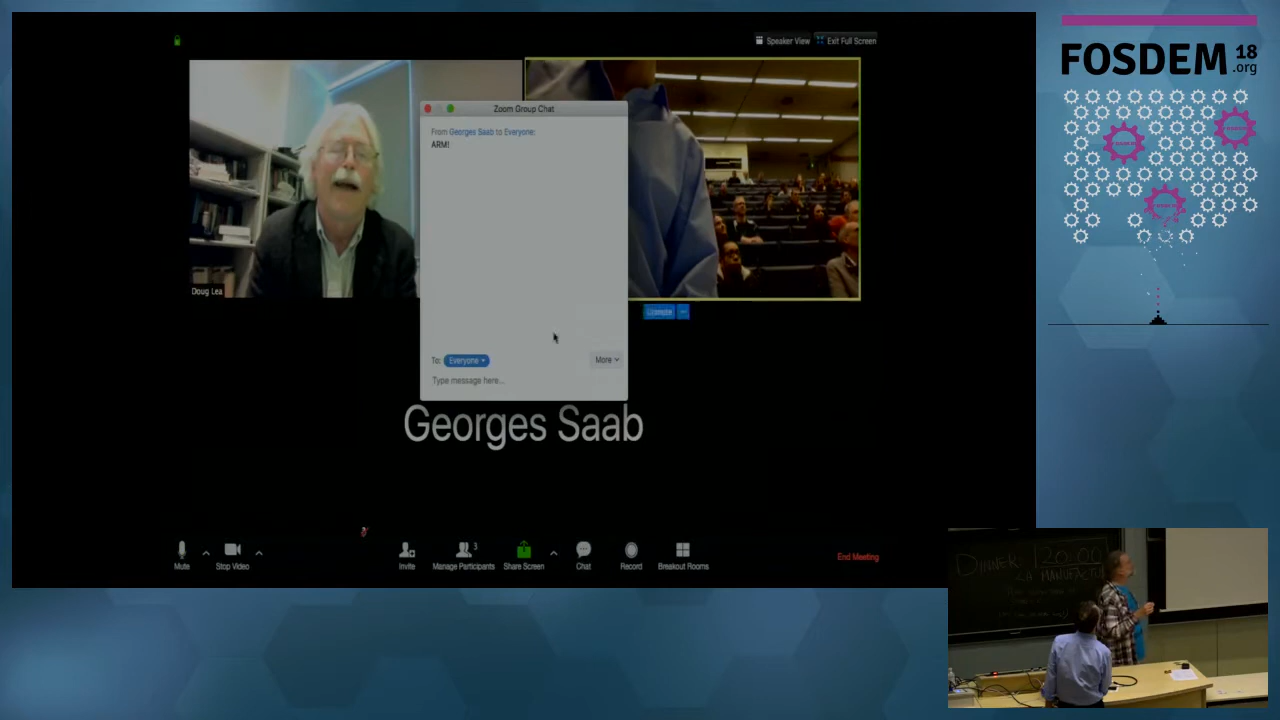 Speaker View
Exit Full Screen
FOSDEM 18
.org
Zoom Group Chat
From Georges Saab to Everyone:
ARM!
Doug Lea
To: Everyone
More
Type message here...
Georges Saab
Mute
Stop Video
Invite
Manage Participants 3
Share Screen
Chat
Record
Breakout Rooms
End Meeting
DINNER 20:00
LA MANUFACTU